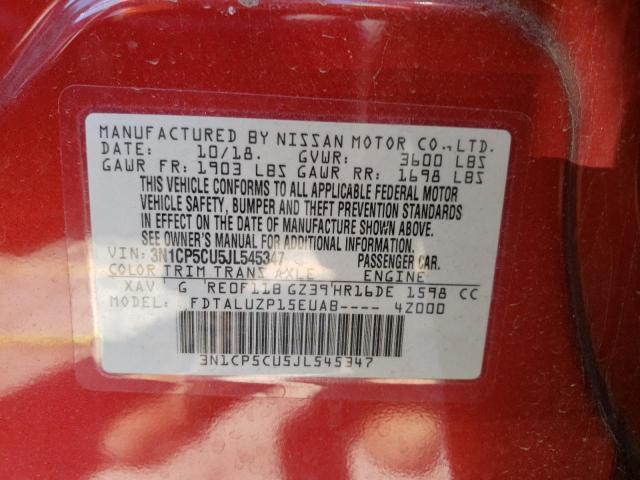 MANUFACTURED BY NISSAN MOTOR CO.,LTD.
DATE: 10/18. GVWR: 3600 LBS
GAWR FR: 1903 LBS GAWR RR: 1698 LBS
THIS VEHICLE CONFORMS TO ALL APPLICABLE FEDERAL MOTOR
VEHICLE SAFETY, BUMPER AND THEFT PREVENTION STANDARDS
IN EFFECT ON THE DATE OF MANUFACTURE SHOWN ABOVE.
SEE OWNER'S MANUAL FOR ADDITIONAL INFORMATION.
VIN: 3N1CP5CU5JL545347 PASSENGER CAR.
COLOR TRIM TRANS AXLE ENGINE
XAV G RE0F11B GZ39 HR16DE 1598 CC
MODEL: FDTALUZP15EUAB---- 4Z000
3N1CP5CU5JL545347